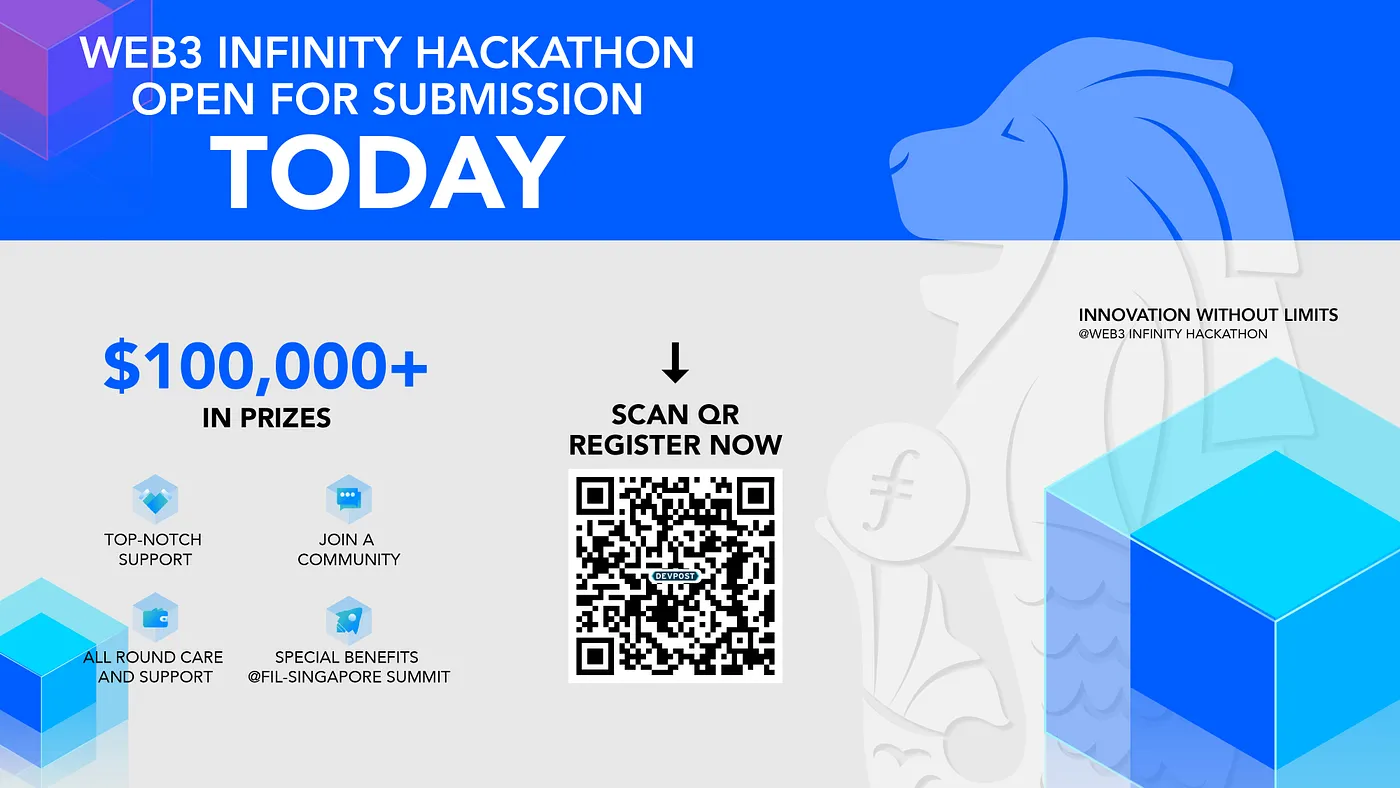 WEB3 INFINITY HACKATHON
OPEN FOR SUBMISSION
TODAY
$100,000+
IN PRIZES
TOP-NOTCH
SUPPORT
JOIN A
COMMUNITY
ALL ROUND CARE
AND SUPPORT
SPECIAL BENEFITS
@FIL-SINGAPORE SUMMIT
SCAN QR
REGISTER NOW
DEVPOST
INNOVATION WITHOUT LIMITS
@WEB3 INFINITY HACKATHON